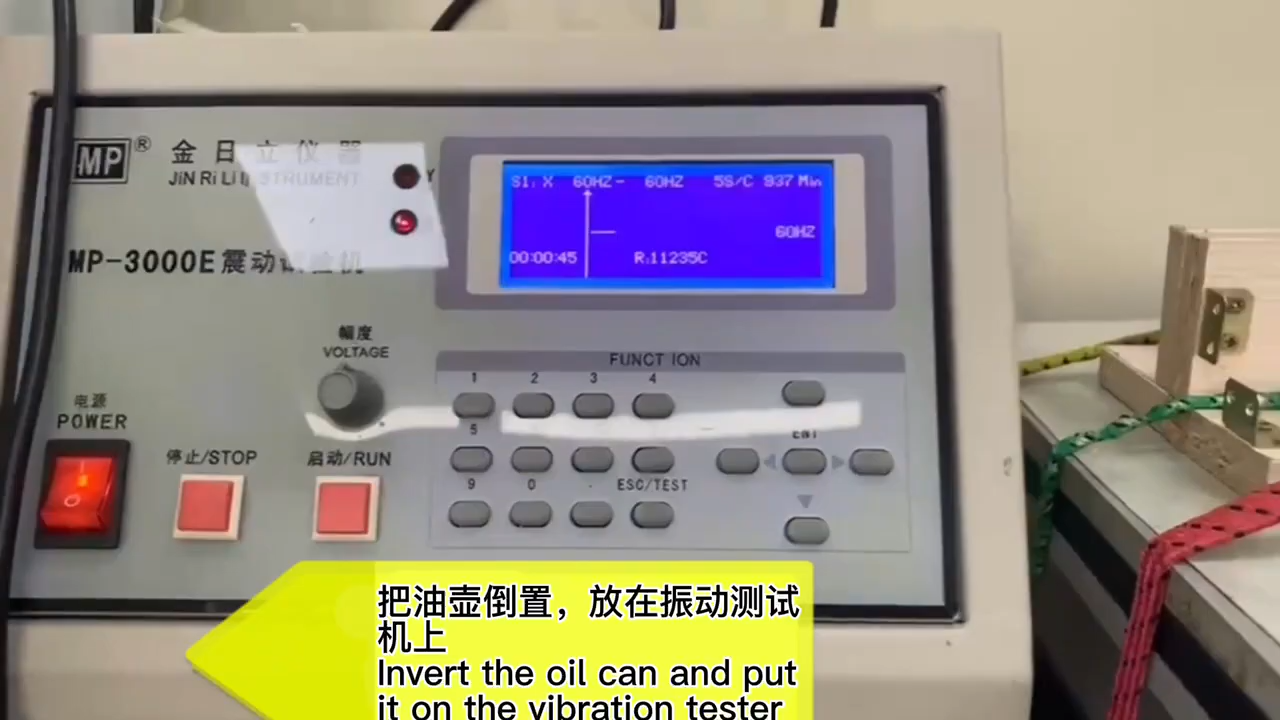 MP®
金日立仪器
JiN Ri Li INSTRUMENT
Y
MP-3000E震动试验机
S1: X 60HZ- 60HZ 5S/C 937 Min
60HZ
00:00:45 R:11235C
幅度
VOLTAGE
电源
POWER
停止/STOP
启动/RUN
FUNCTION
1 2 3 4
5
ENT
9 0 . ESC/TEST
把油壶倒置，放在振动测试
机上
Invert the oil can and put
it on the vibration tester